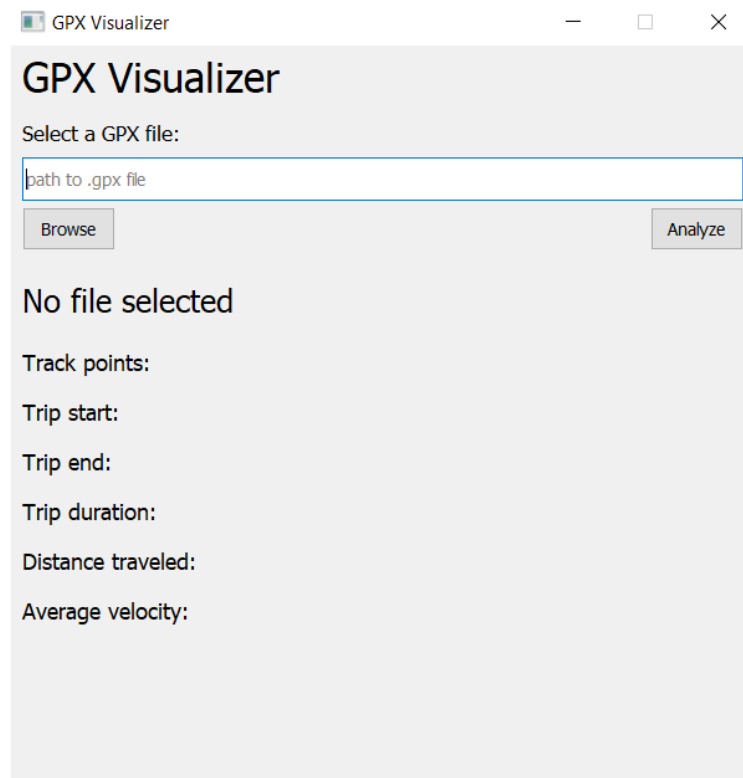 GPX Visualizer
GPX Visualizer
Select a GPX file:
path to .gpx file
Browse
Analyze
No file selected
Track points:
Trip start:
Trip end:
Trip duration:
Distance traveled:
Average velocity: